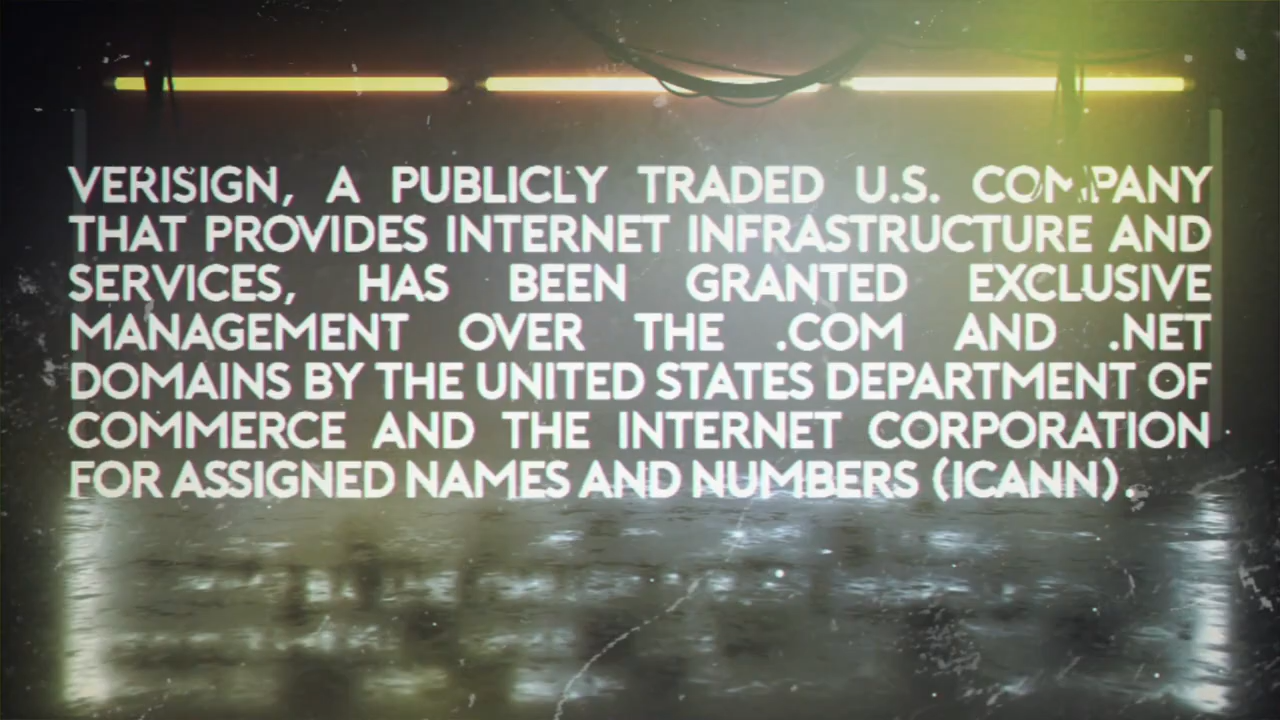 VERISIGN, A PUBLICLY TRADED U.S. COMPANY
THAT PROVIDES INTERNET INFRASTRUCTURE AND
SERVICES, HAS BEEN GRANTED EXCLUSIVE
MANAGEMENT OVER THE .COM AND .NET
DOMAINS BY THE UNITED STATES DEPARTMENT OF
COMMERCE AND THE INTERNET CORPORATION
FOR ASSIGNED NAMES AND NUMBERS (ICANN).